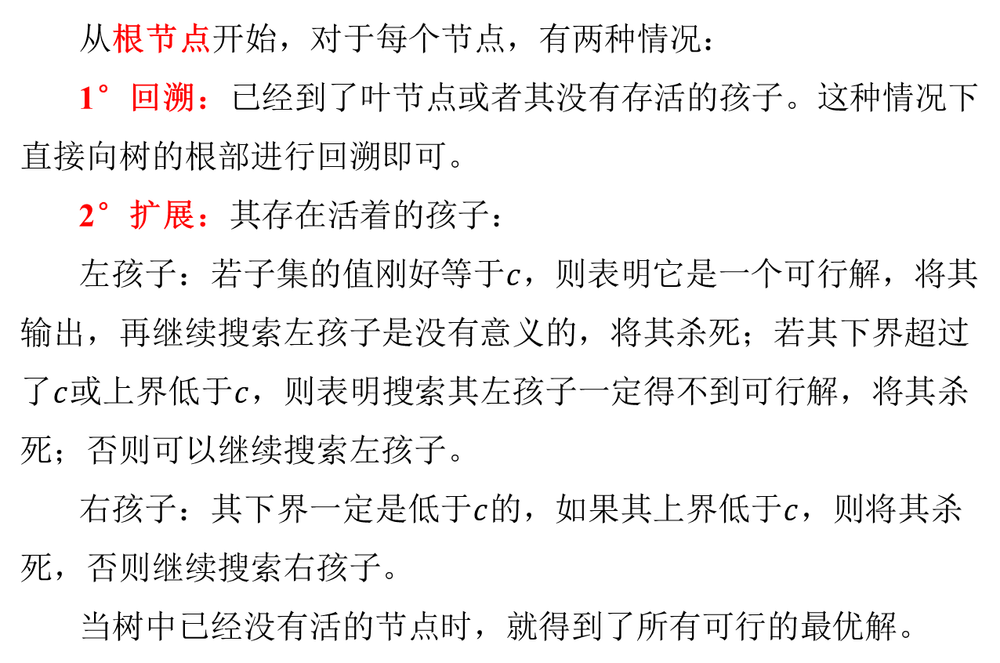 从根节点开始，对于每个节点，有两种情况：
1°回溯：已经到了叶节点或者其没有存活的孩子。这种情况下
直接向树的根部进行回溯即可。
2°扩展：其存在活着的孩子：
左孩子：若子集的值刚好等于c，则表明它是一个可行解，将其
输出，再继续搜索左孩子是没有意义的，将其杀死；若其下界超过
了c或上界低于c，则表明搜索其左孩子一定得不到可行解，将其杀
死；否则可以继续搜索左孩子。
右孩子：其下界一定是低于c的，如果其上界低于c，则将其杀
死，否则继续搜索右孩子。
当树中已经没有活的节点时，就得到了所有可行的最优解。